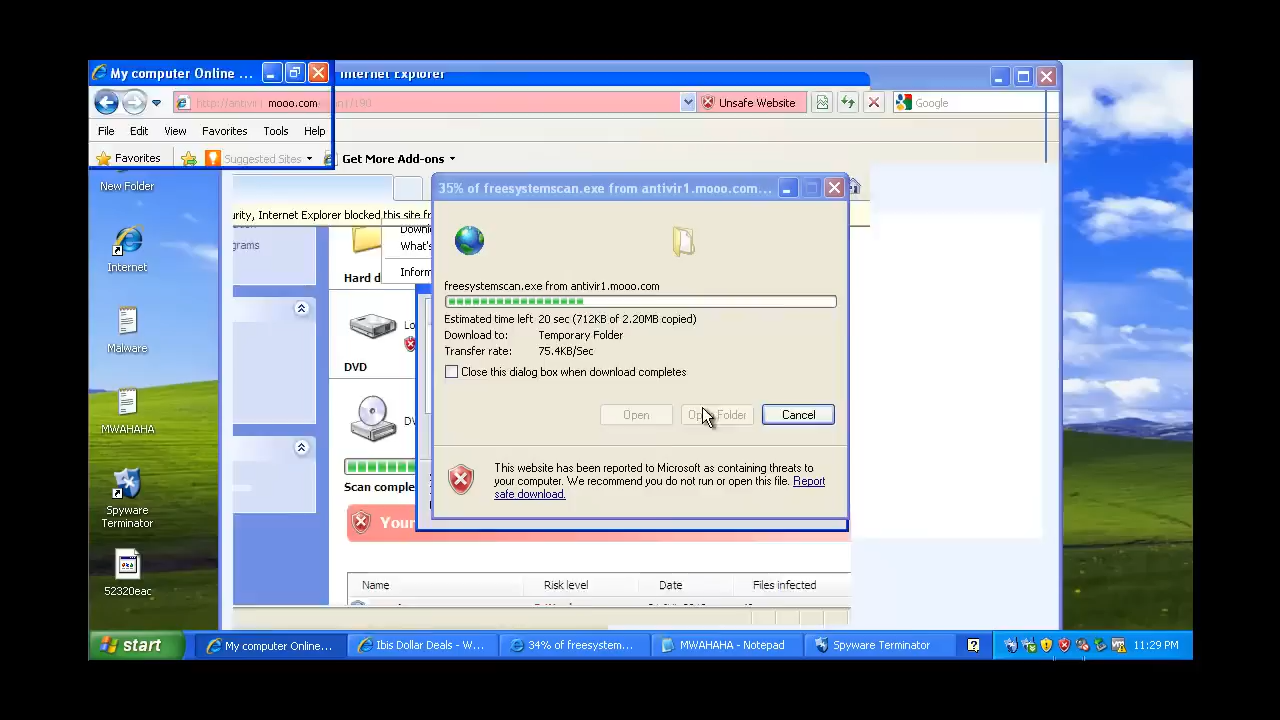 My computer Online ...
Internet Explorer
mooo.com
Unsafe Website
Google
File Edit View Favorites Tools Help
Favorites
Suggested Sites
Get More Add-ons
New Folder
35% of freesystemscan.exe from antivir1.mooo.com...
urity, Internet Explorer blocked this site fr
What's
Inform
ograms
Hard d
Internet
freesystemscan.exe from antivir1.mooo.com
Estimated time left 20 sec (712KB of 2.20MB copied)
Download to: Temporary Folder
Transfer rate: 75.4KB/Sec
Close this dialog box when download completes
Lo
Malware
DVD
DV
Open
Folder
Cancel
MWAHAHA
This website has been reported to Microsoft as containing threats to
your computer. We recommend you do not run or open this file. Report
safe download.
Scan comple
Your
Spyware
Terminator
52320eac
Name Risk level Date Files infected
start
My computer Online...
Ibis Dollar Deals - W...
34% of freesystem...
MWAHAHA - Notepad
Spyware Terminator
11:29 PM